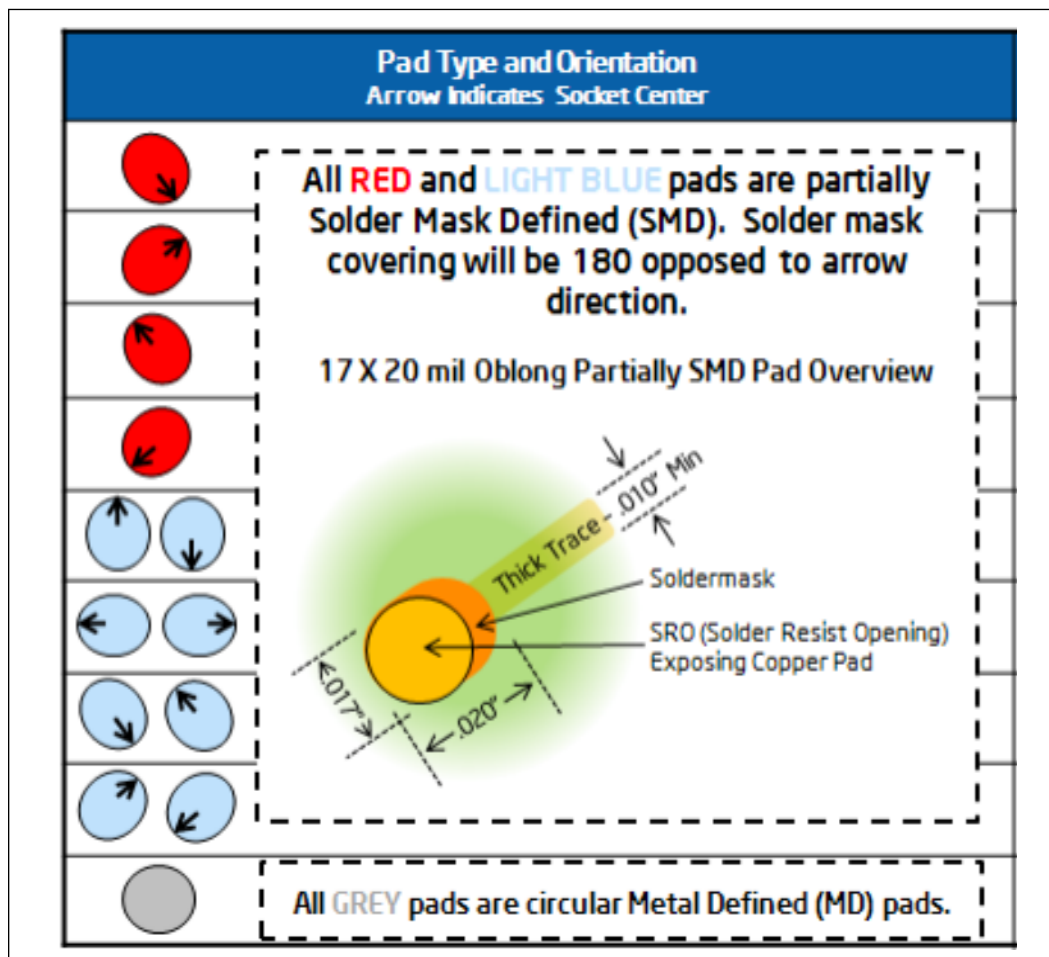 Pad Type and Orientation
Arrow Indicates Socket Center
All RED and LIGHT BLUE pads are partially
Solder Mask Defined (SMD). Solder mask
covering will be 180 opposed to arrow
direction.
17 X 20 mil Oblong Partially SMD Pad Overview
.010" Min
Thick Trace
Soldermask
SRO (Solder Resist Opening)
Exposing Copper Pad
.017"
.020"
All GREY pads are circular Metal Defined (MD) pads.